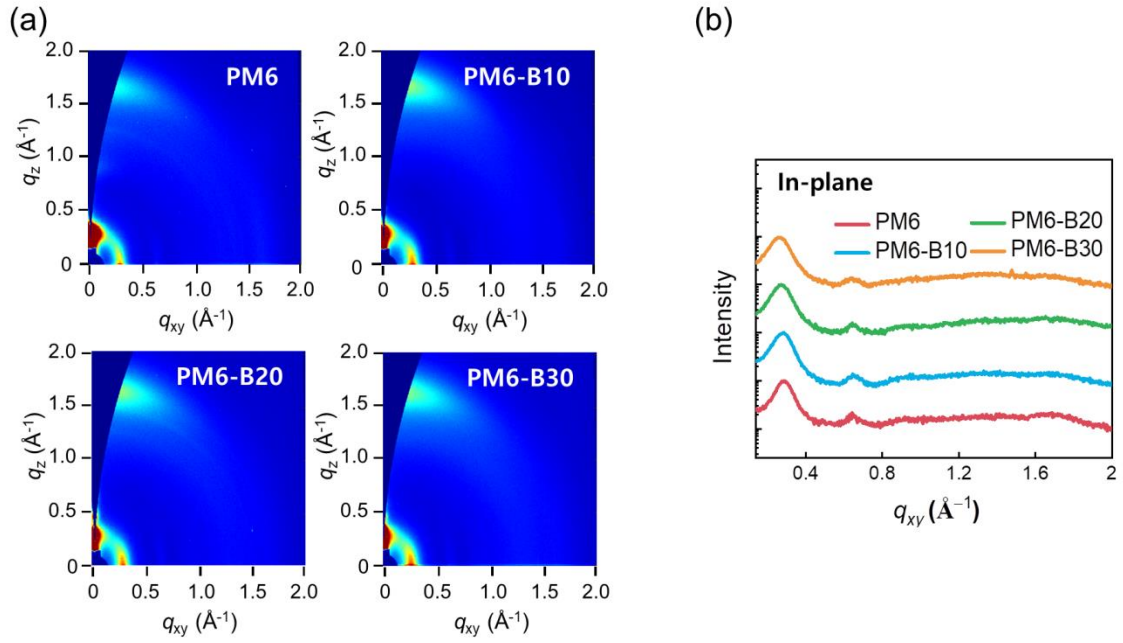 (a)
(b)
2.0
1.5
1.0
0.5
0
qz (Å-1)
PM6
0 0.5 1.0 1.5 2.0
qxy (Å-1)
2.0
1.5
1.0
0.5
0
qz (Å-1)
PM6-B10
0 0.5 1.0 1.5 2.0
qxy (Å-1)
2.0
1.5
1.0
0.5
0
qz (Å-1)
PM6-B20
0 0.5 1.0 1.5 2.0
qxy (Å-1)
2.0
1.5
1.0
0.5
0
qz (Å-1)
PM6-B30
0 0.5 1.0 1.5 2.0
qxy (Å-1)
In-plane
PM6 PM6-B20
PM6-B10 PM6-B30
Intensity
0.4 0.8 1.2 1.6 2
qxy (Å−1)